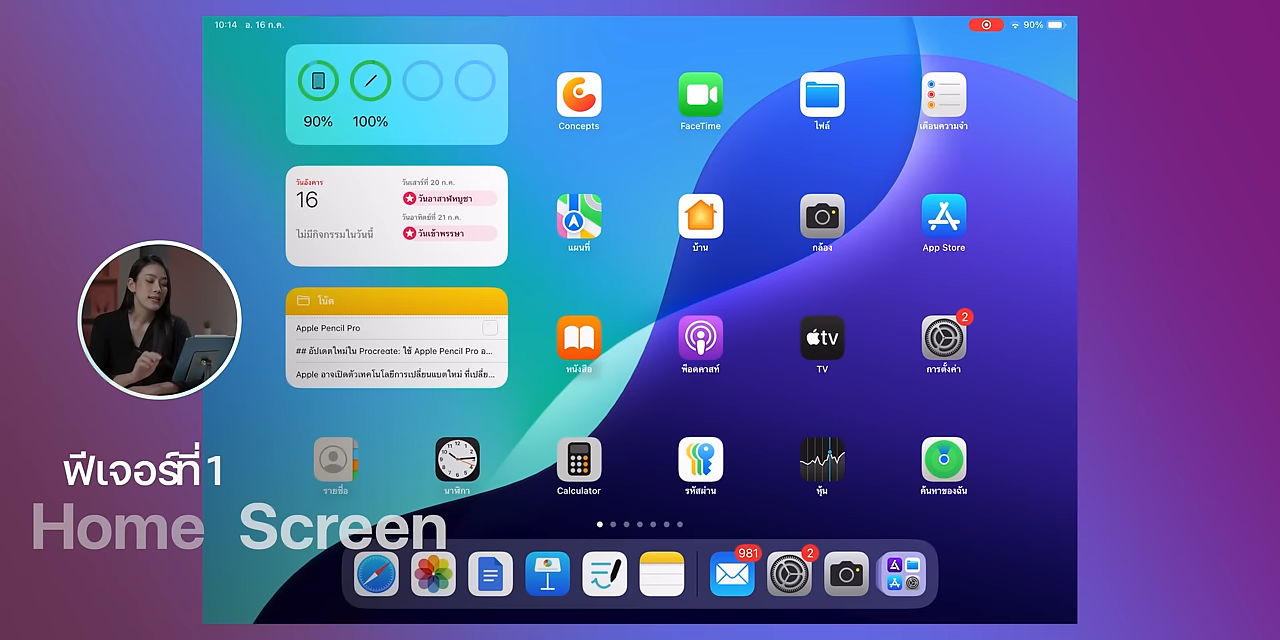 10:14 อ. 16 ก.ค.
90%
90% 100%
วันอังคาร
16
ไม่มีกิจกรรมในวันนี้
วันเสาร์ที่ 20 ก.ค.
วันอาสาฬหบูชา
วันอาทิตย์ที่ 21 ก.ค.
วันเข้าพรรษา
โน้ต
Apple Pencil Pro
## อัปเดตใหม่ใน Procreate: ใช้ Apple Pencil Pro อ...
Apple อาจเปิดตัวเทคโนโลยีการเปลี่ยนแบตใหม่ ที่เปลี่ย...
Concepts FaceTime ไฟล์ เตือนความจำ
แผนที่ บ้าน กล้อง App Store
2
tv
หนังสือ พ็อดคาสท์ TV การตั้งค่า
รายชื่อ นาฬิกา Calculator รหัสผ่าน หุ้น ค้นหาของฉัน
ฟีเจอร์ที่ 1
Home Screen
981 2